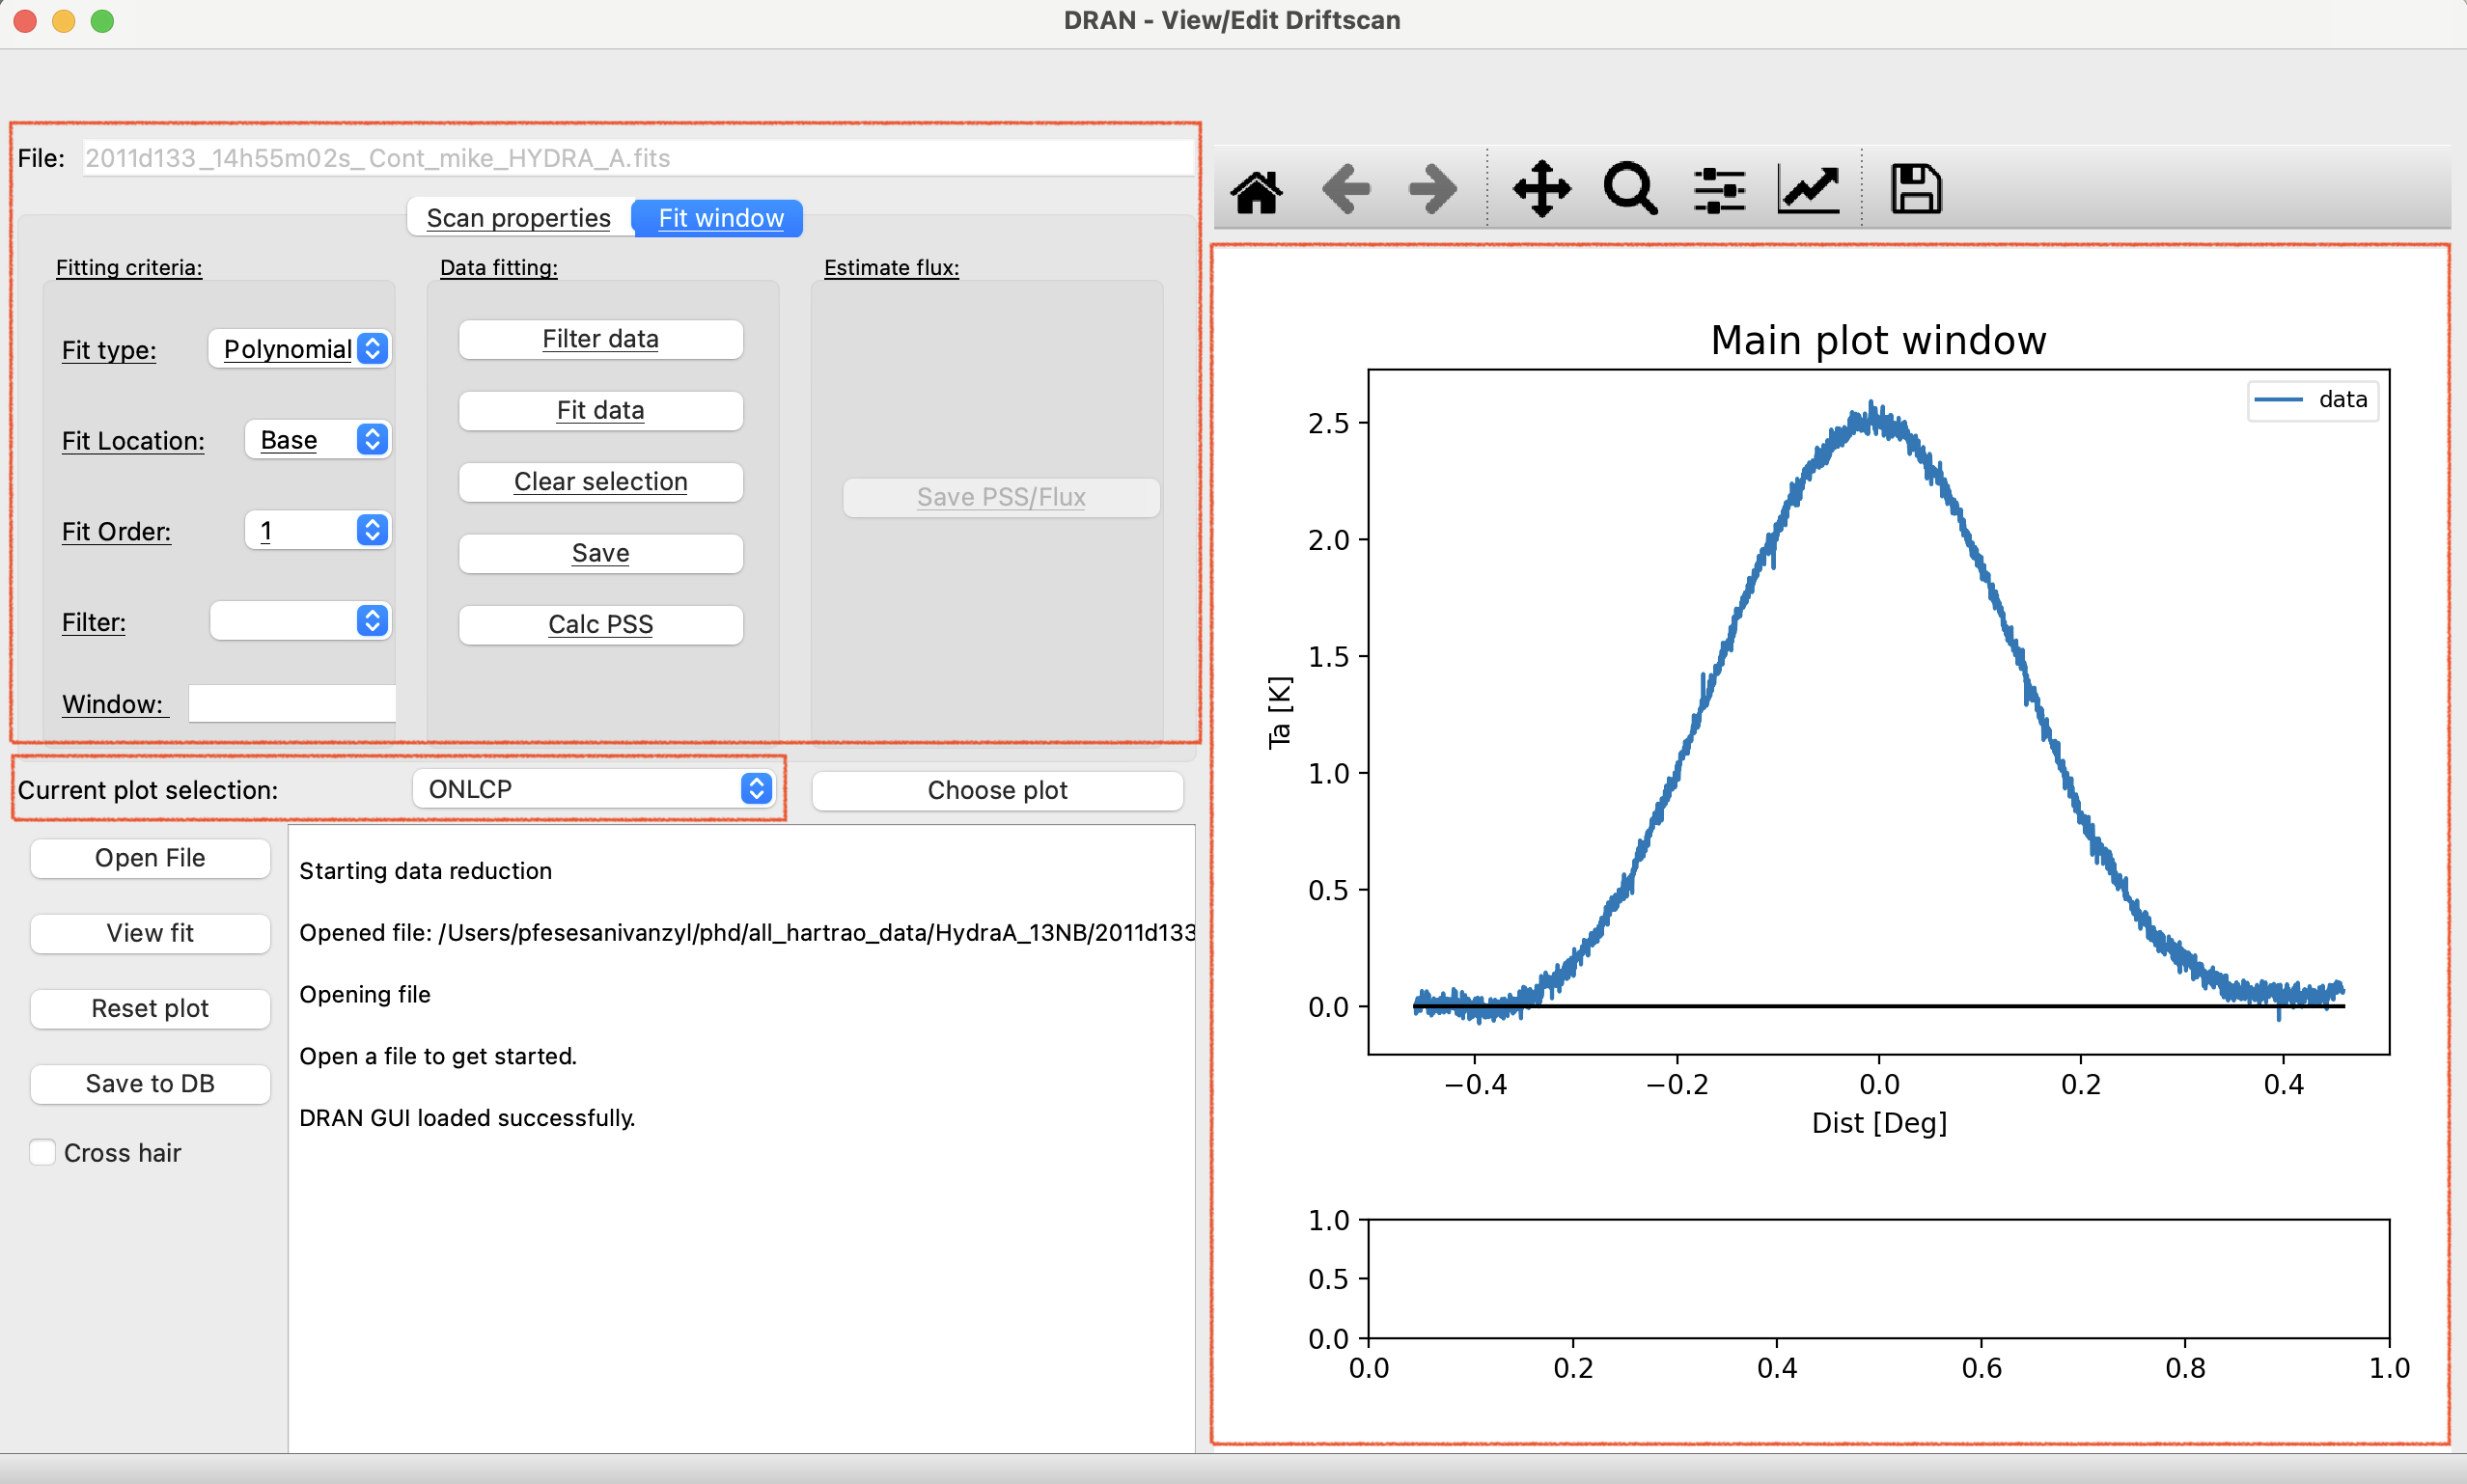 DRAN - View/Edit Driftscan
File: 2011d133_14h55m02s_Cont_mike_HYDRA_A.fits
Scan properties Fit window
Fitting criteria: Data fitting: Estimate flux:
Fit type: Polynomial
Fit Location: Base
Fit Order: 1
Filter:
Window:
Filter data
Fit data
Clear selection
Save
Calc PSS
Save PSS/Flux
Current plot selection: ONLCP Choose plot
Open File
View fit
Reset plot
Save to DB
Cross hair
Starting data reduction
Opened file: /Users/pfesesanivanzyl/phd/all_hartrao_data/HydraA_13NB/2011d133
Opening file
Open a file to get started.
DRAN GUI loaded successfully.
Main plot window
data
2.5
2.0
1.5
1.0
0.5
0.0
Ta [K]
−0.4 −0.2 0.0 0.2 0.4
Dist [Deg]
1.0
0.5
0.0
0.0 0.2 0.4 0.6 0.8 1.0